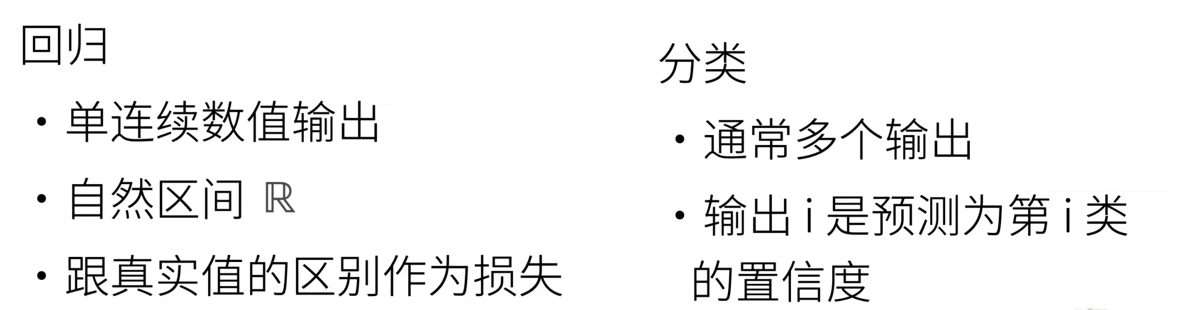 回归
• 单连续数值输出
• 自然区间 ℝ
• 跟真实值的区别作为损失
分类
• 通常多个输出
• 输出 i 是预测为第 i 类
的置信度